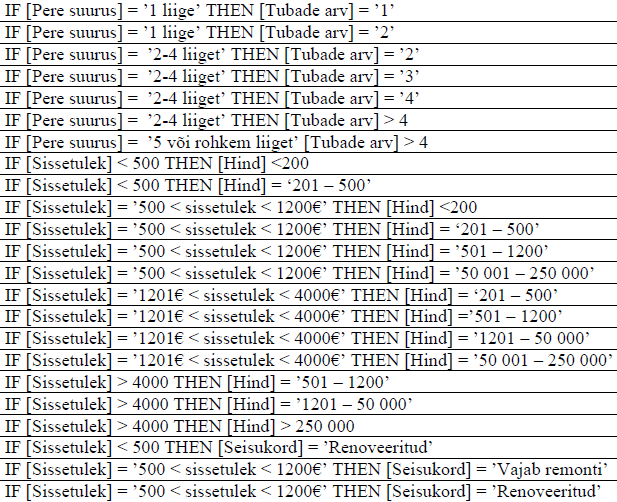 IF [Pere suurus] = ’1 liige’ THEN [Tubade arv] = ’1’
IF [Pere suurus] = ’1 liige’ THEN [Tubade arv] = ’2’
IF [Pere suurus] = ’2-4 liiget’ THEN [Tubade arv] = ’2’
IF [Pere suurus] = ’2-4 liiget’ THEN [Tubade arv] = ’3’
IF [Pere suurus] = ’2-4 liiget’ THEN [Tubade arv] = ’4’
IF [Pere suurus] = ’2-4 liiget’ THEN [Tubade arv] > 4
IF [Pere suurus] = ’5 või rohkem liiget’ [Tubade arv] > 4
IF [Sissetulek] < 500 THEN [Hind] <200
IF [Sissetulek] < 500 THEN [Hind] = ‘201 – 500’
IF [Sissetulek] = ’500 < sissetulek < 1200€’ THEN [Hind] <200
IF [Sissetulek] = ’500 < sissetulek < 1200€’ THEN [Hind] = ‘201 – 500’
IF [Sissetulek] = ’500 < sissetulek < 1200€’ THEN [Hind] = ’501 – 1200’
IF [Sissetulek] = ’500 < sissetulek < 1200€’ THEN [Hind] = ’50 001 – 250 000’
IF [Sissetulek] = ’1201€ < sissetulek < 4000€’ THEN [Hind] = ‘201 – 500’
IF [Sissetulek] = ’1201€ < sissetulek < 4000€’ THEN [Hind] =’501 – 1200’
IF [Sissetulek] = ’1201€ < sissetulek < 4000€’ THEN [Hind] = ’1201 – 50 000’
IF [Sissetulek] = ’1201€ < sissetulek < 4000€’ THEN [Hind] = ’50 001 – 250 000’
IF [Sissetulek] > 4000 THEN [Hind] = ’501 – 1200’
IF [Sissetulek] > 4000 THEN [Hind] = ’1201 – 50 000’
IF [Sissetulek] > 4000 THEN [Hind] > 250 000
IF [Sissetulek] < 500 THEN [Seisukord] = ’Renoveeritud’
IF [Sissetulek] = ’500 < sissetulek < 1200€’ THEN [Seisukord] = ’Vajab remonti’
IF [Sissetulek] = ’500 < sissetulek < 1200€’ THEN [Seisukord] = ’Renoveeritud’